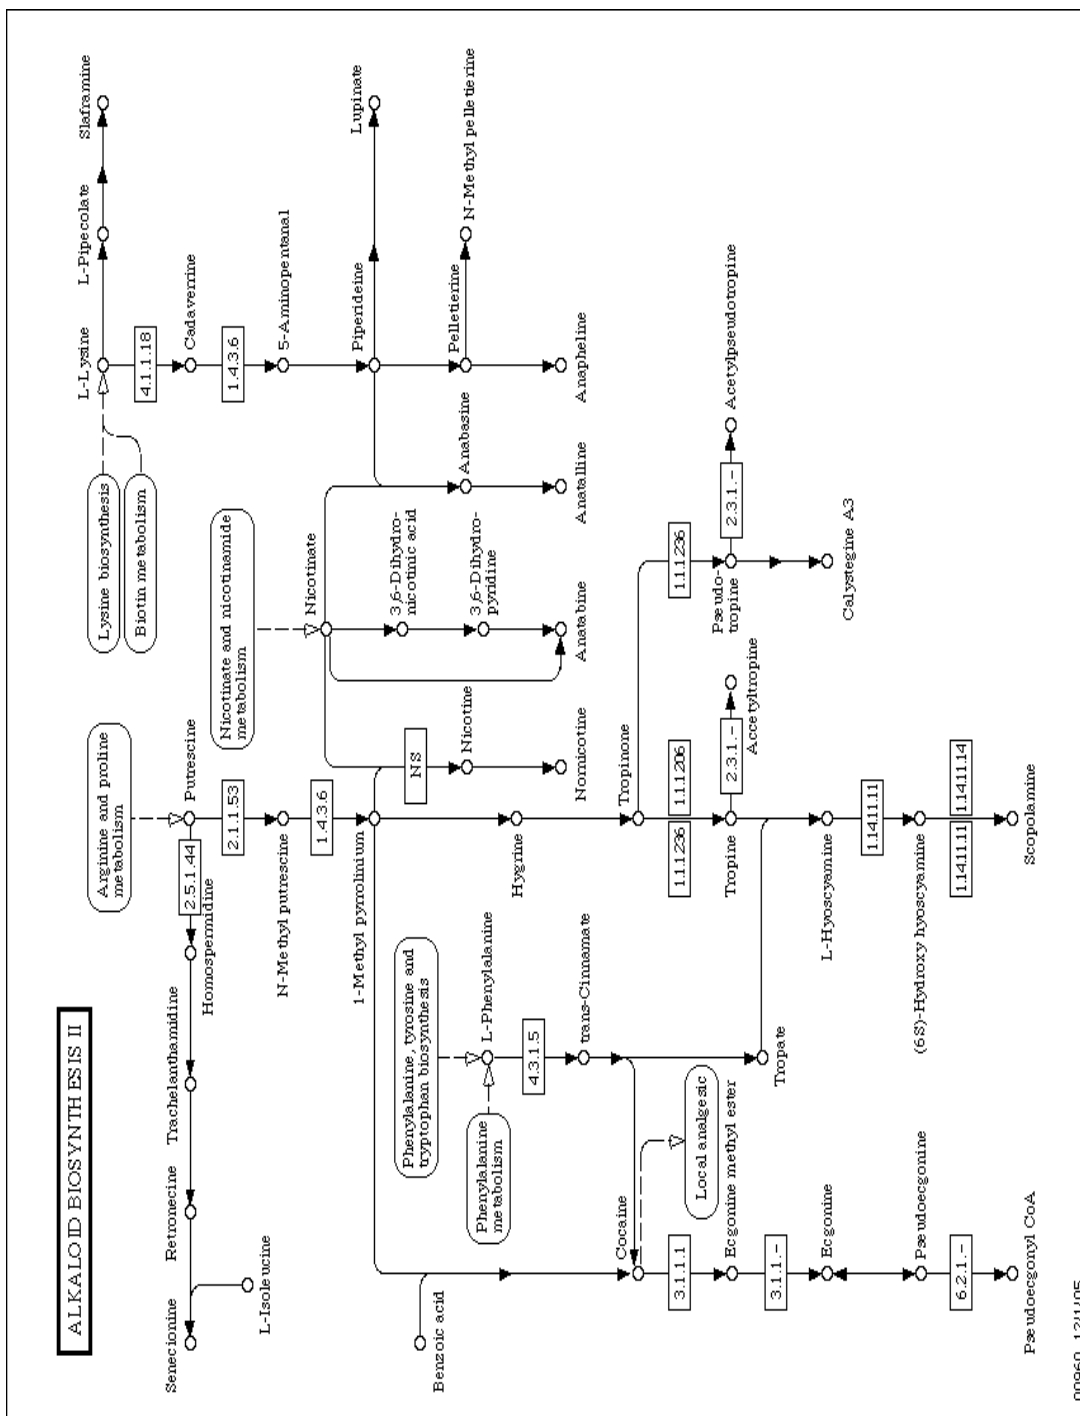 ALKALOID BIOSYNTHESIS II
Senecionine
L-Isoleucine
Retronecine
Trachelanthamidine
Homospermidine
2.5.1.44
Arginine and proline
metabolism
Putrescine
2.1.1.53
N-Methyl putrescine
1.4.3.6
1-Methyl pyrrolinium
Lysine biosynthesis
Biotin metabolism
L-Lysine
L-Pipecolate
Slaframine
4.1.1.18
Cadaverrine
1.4.3.6
5-Aminopentanal
Piperideine
Lupinate
Pelletierine
N-Methyl pelletierine
Anapheline
Nicotinate and nicotinamide
metabolism
Nicotinate
3,6-Dihydro-
nicotinic acid
3,6-Dihydro-
pyridine
Anatabine
Anabasine
Anatalline
NS
Nicotine
Nornicotine
Benzoic acid
Phenylalanine, tyrosine and
tryptophan biosynthesis
Phenylalanine
metabolism
L-Phenylalanine
4.3.1.5
trans-Cinnamate
Tropate
Cocaine
Local analgesic
3.1.1.1
Ecgonine methyl ester
3.1.1.-
Ecgonine
Pseudoecgonine
6.2.1.-
Pseudoecgonyl CoA
Hygrine
Tropinone
1.1.1.236
1.1.1.206
Tropine
2.3.1.-
Accetyltropine
1.1.1.236
Pseudo-
tropine
2.3.1.-
Acetylpseudotropine
Calystegine A3
L-Hyoscyamine
1.14.11.11
(6S)-Hydroxy hyoscyamine
1.14.11.11
1.14.11.14
Scopolamine
00960 12/1/05